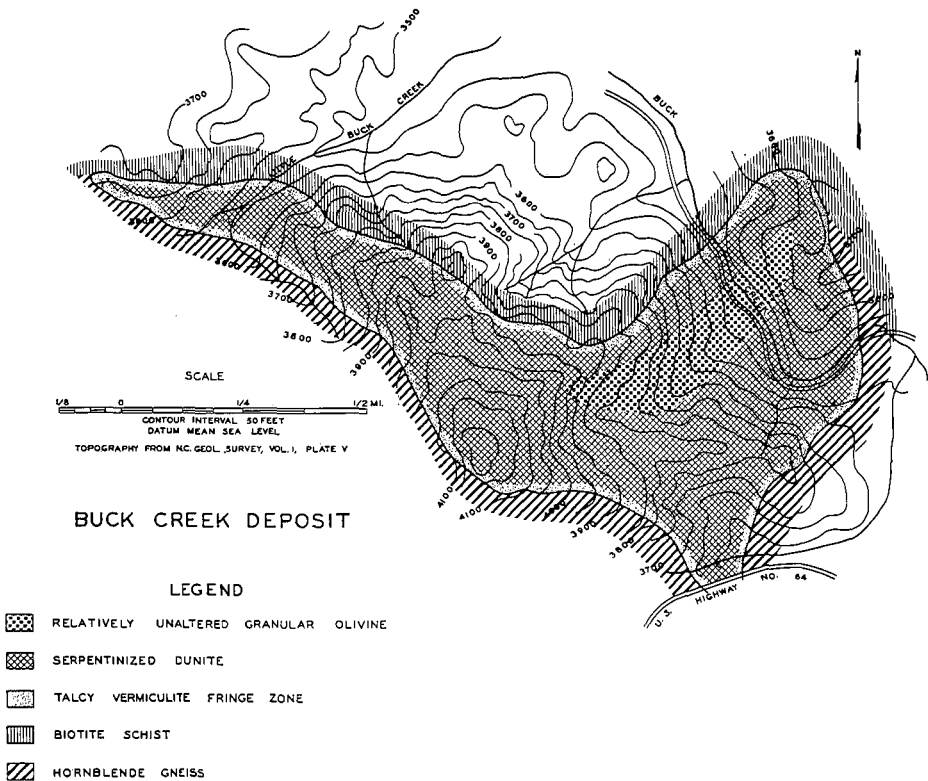 3500
3700
N
LITTLE BUCK CREEK
BUCK
3600
3700
3800
3900
3600
3700
3800
3900
SCALE
1/8 0 1/4 1/2 MI.
CONTOUR INTERVAL 50 FEET
DATUM MEAN SEA LEVEL
TOPOGRAPHY FROM N.C. GEOL. SURVEY, VOL. I, PLATE V
4100
4100
4000
3900
3800
3700
U. S. HIGHWAY NO. 64
BUCK CREEK DEPOSIT
LEGEND
RELATIVELY UNALTERED GRANULAR OLIVINE
SERPENTINIZED DUNITE
TALCY VERMICULITE FRINGE ZONE
BIOTITE SCHIST
HORNBLENDE GNEISS